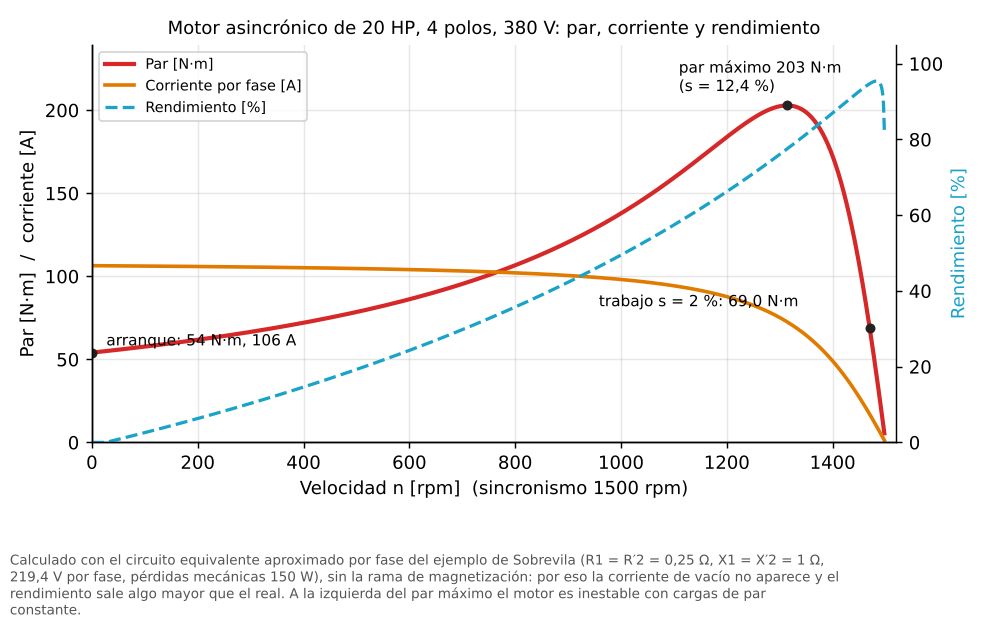 Motor asincrónico de 20 HP, 4 polos, 380 V: par, corriente y rendimiento
Par [N·m]
Corriente por fase [A]
Rendimiento [%]
par máximo 203 N·m
(s = 12,4 %)
trabajo s = 2 %: 69,0 N·m
arranque: 54 N·m, 106 A
Par [N·m] / corriente [A]
200
150
100
50
0
100
80
60
40
20
0
Rendimiento [%]
0 200 400 600 800 1000 1200 1400
Velocidad n [rpm] (sincronismo 1500 rpm)
Calculado con el circuito equivalente aproximado por fase del ejemplo de Sobrevila (R1 = R′2 = 0,25 Ω, X1 = X′2 = 1 Ω,
219,4 V por fase, pérdidas mecánicas 150 W), sin la rama de magnetización: por eso la corriente de vacío no aparece y el
rendimiento sale algo mayor que el real. A la izquierda del par máximo el motor es inestable con cargas de par
constante.